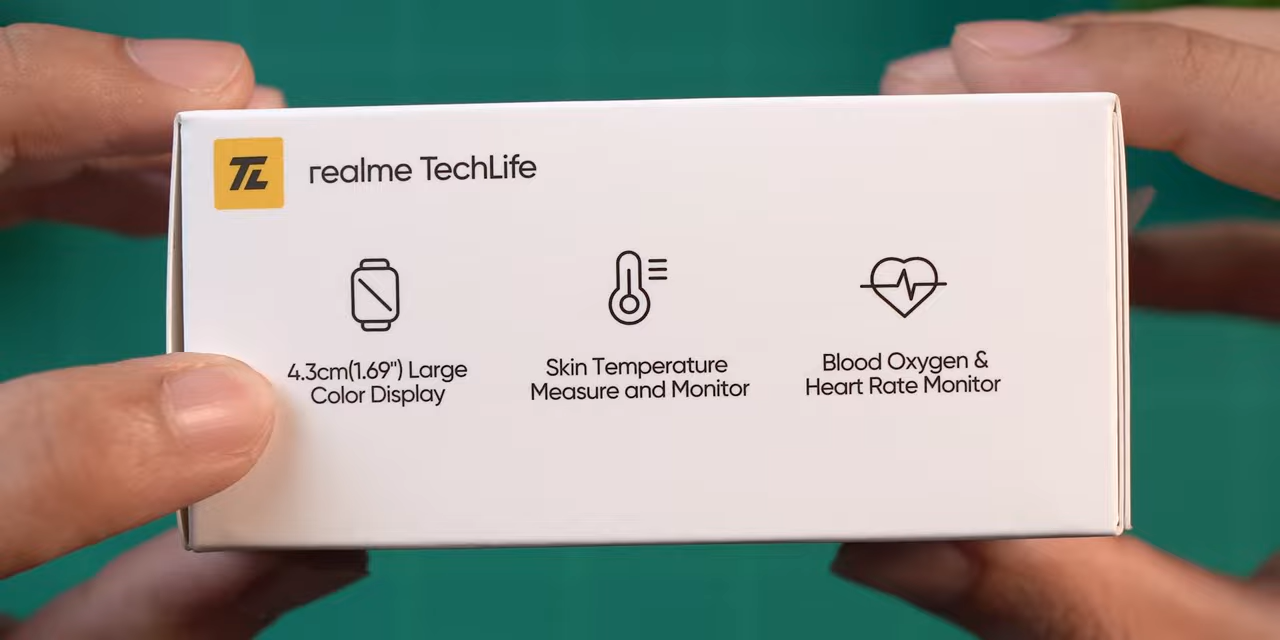 TL
realme TechLife
4.3cm(1.69") Large
Color Display
Skin Temperature
Measure and Monitor
Blood Oxygen &
Heart Rate Monitor